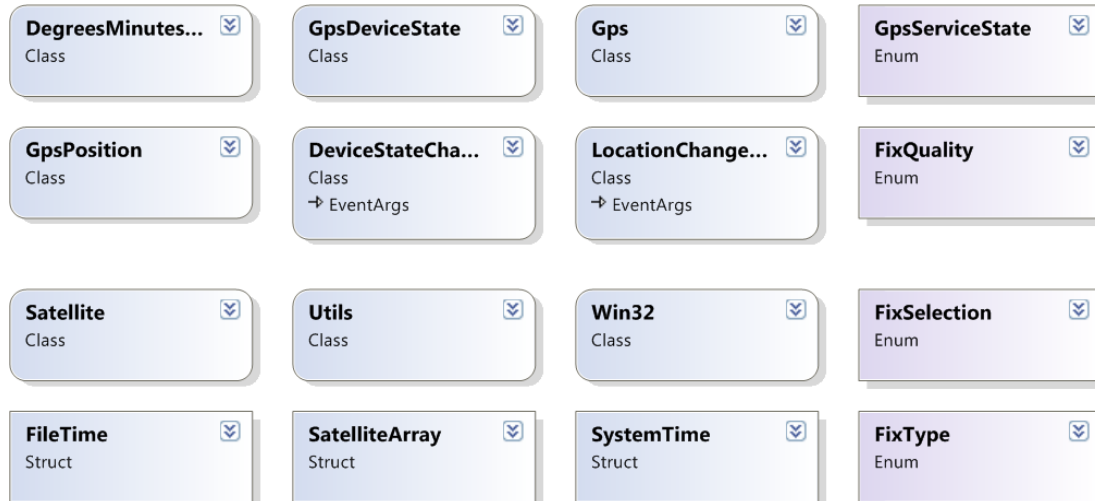 DegreesMinutes...
Class
GpsDeviceState
Class
Gps
Class
GpsServiceState
Enum
GpsPosition
Class
DeviceStateCha...
Class
EventArgs
LocationChange...
Class
EventArgs
FixQuality
Enum
Satellite
Class
Utils
Class
Win32
Class
FixSelection
Enum
FileTime
Struct
SatelliteArray
Struct
SystemTime
Struct
FixType
Enum